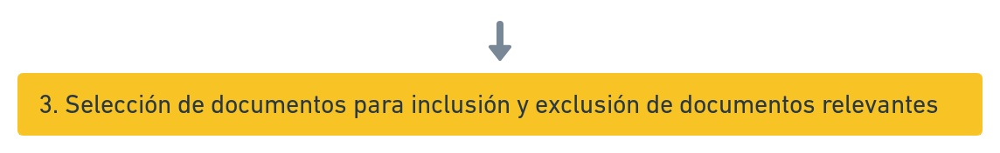 3. Selección de documentos para inclusión y exclusión de documentos relevantes